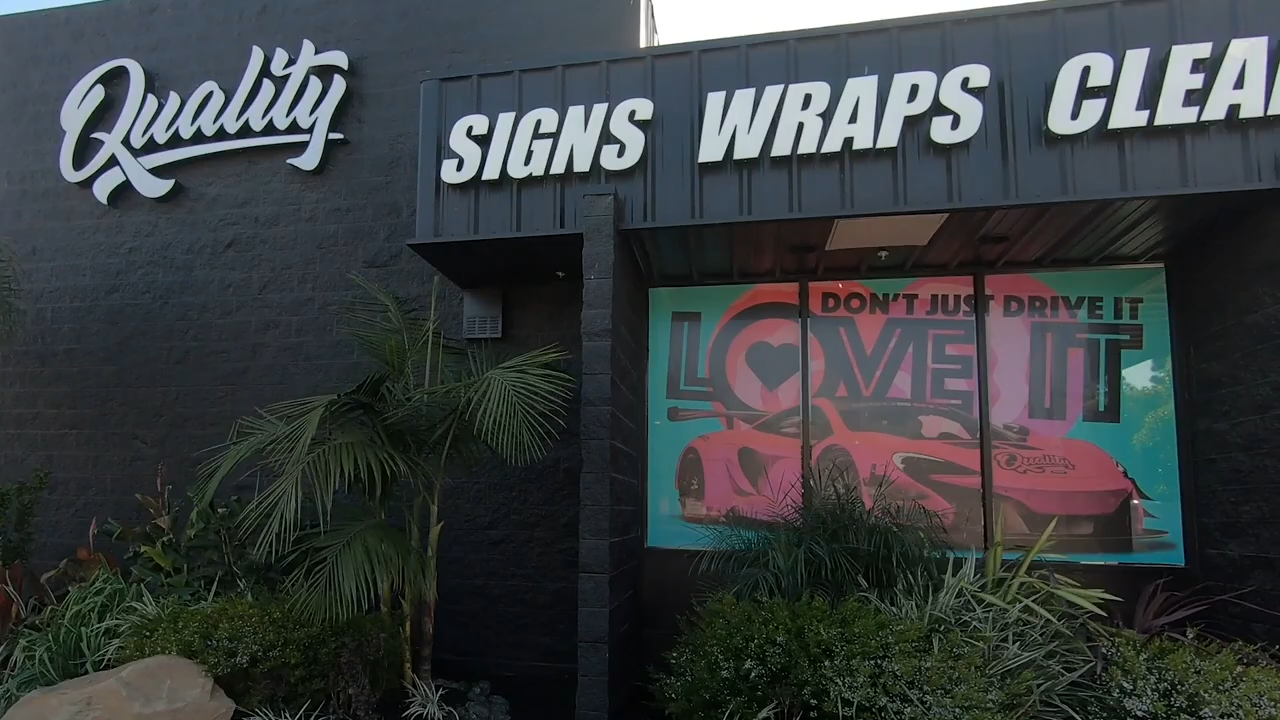 Quality
SIGNS WRAPS CLEA
DON'T JUST DRIVE IT
LOVE IT
Quality